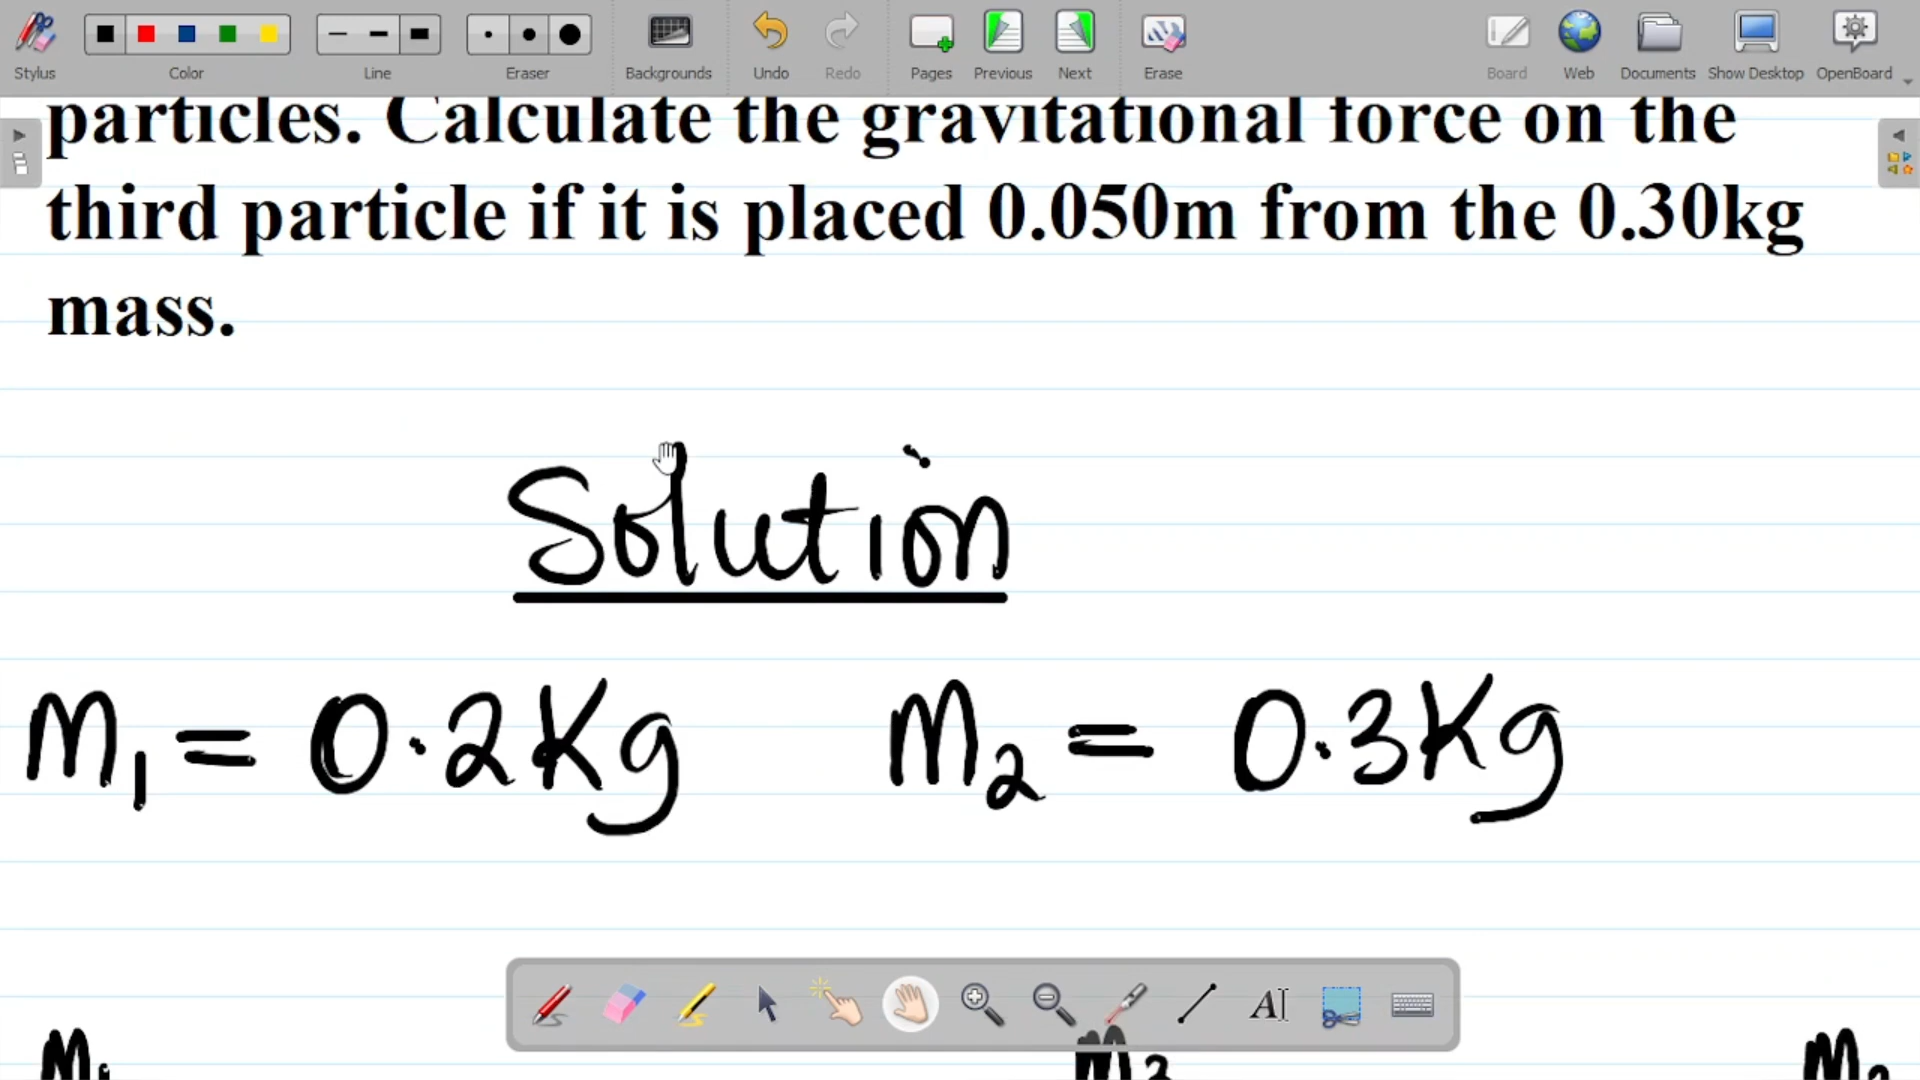 Stylus Color Line Eraser Backgrounds Undo Redo Pages Previous Next Erase Board Web Documents Show Desktop OpenBoard
particles. Calculate the gravitational force on the
third particle if it is placed 0.050m from the 0.30kg
mass.
Solution
M1 = 0.2Kg M2 = 0.3Kg